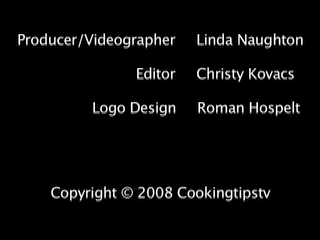 Producer/Videographer Linda Naughton
Editor Christy Kovacs
Logo Design Roman Hospelt
Copyright © 2008 Cookingtipstv